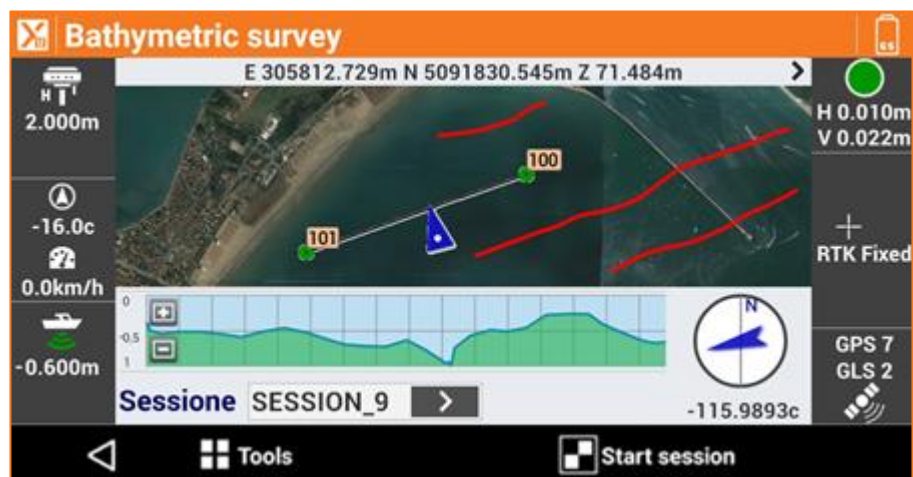 Bathymetric survey
65
E 305812.729m N 5091830.545m Z 71.484m
H
2.000m
-16.0c
0.0km/h
-0.600m
100
101
0
-0.5
1
N
-115.9893c
Sessione SESSION_9
H 0.010m
V 0.022m
RTK Fixed
GPS 7
GLS 2
Tools
Start session